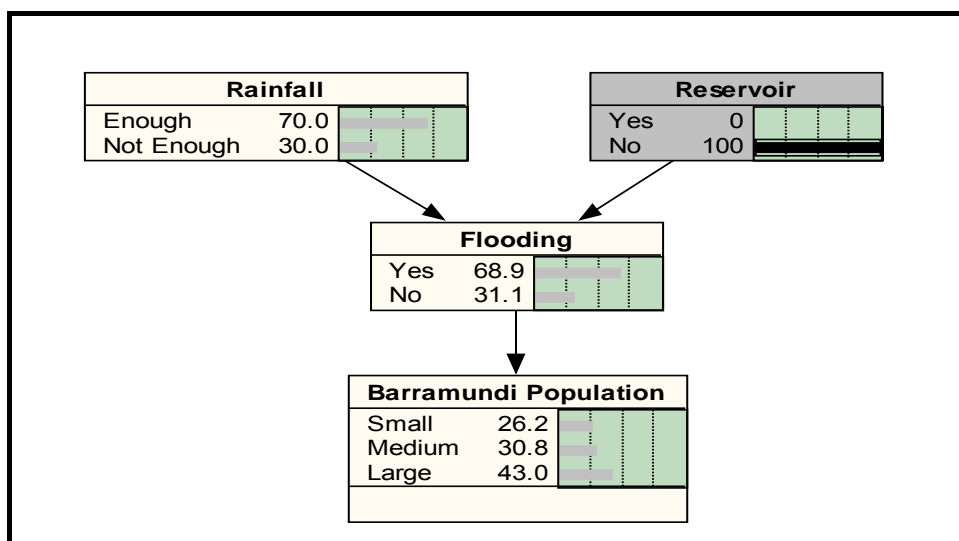 Rainfall
Enough 70.0
Not Enough 30.0
Reservoir
Yes 0
No 100
Flooding
Yes 68.9
No 31.1
Barramundi Population
Small 26.2
Medium 30.8
Large 43.0